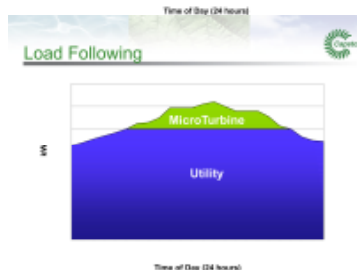 Time of Day (24 hours)
Load Following
MicroTurbine
kW
Utility
Time of Day (24 hours)